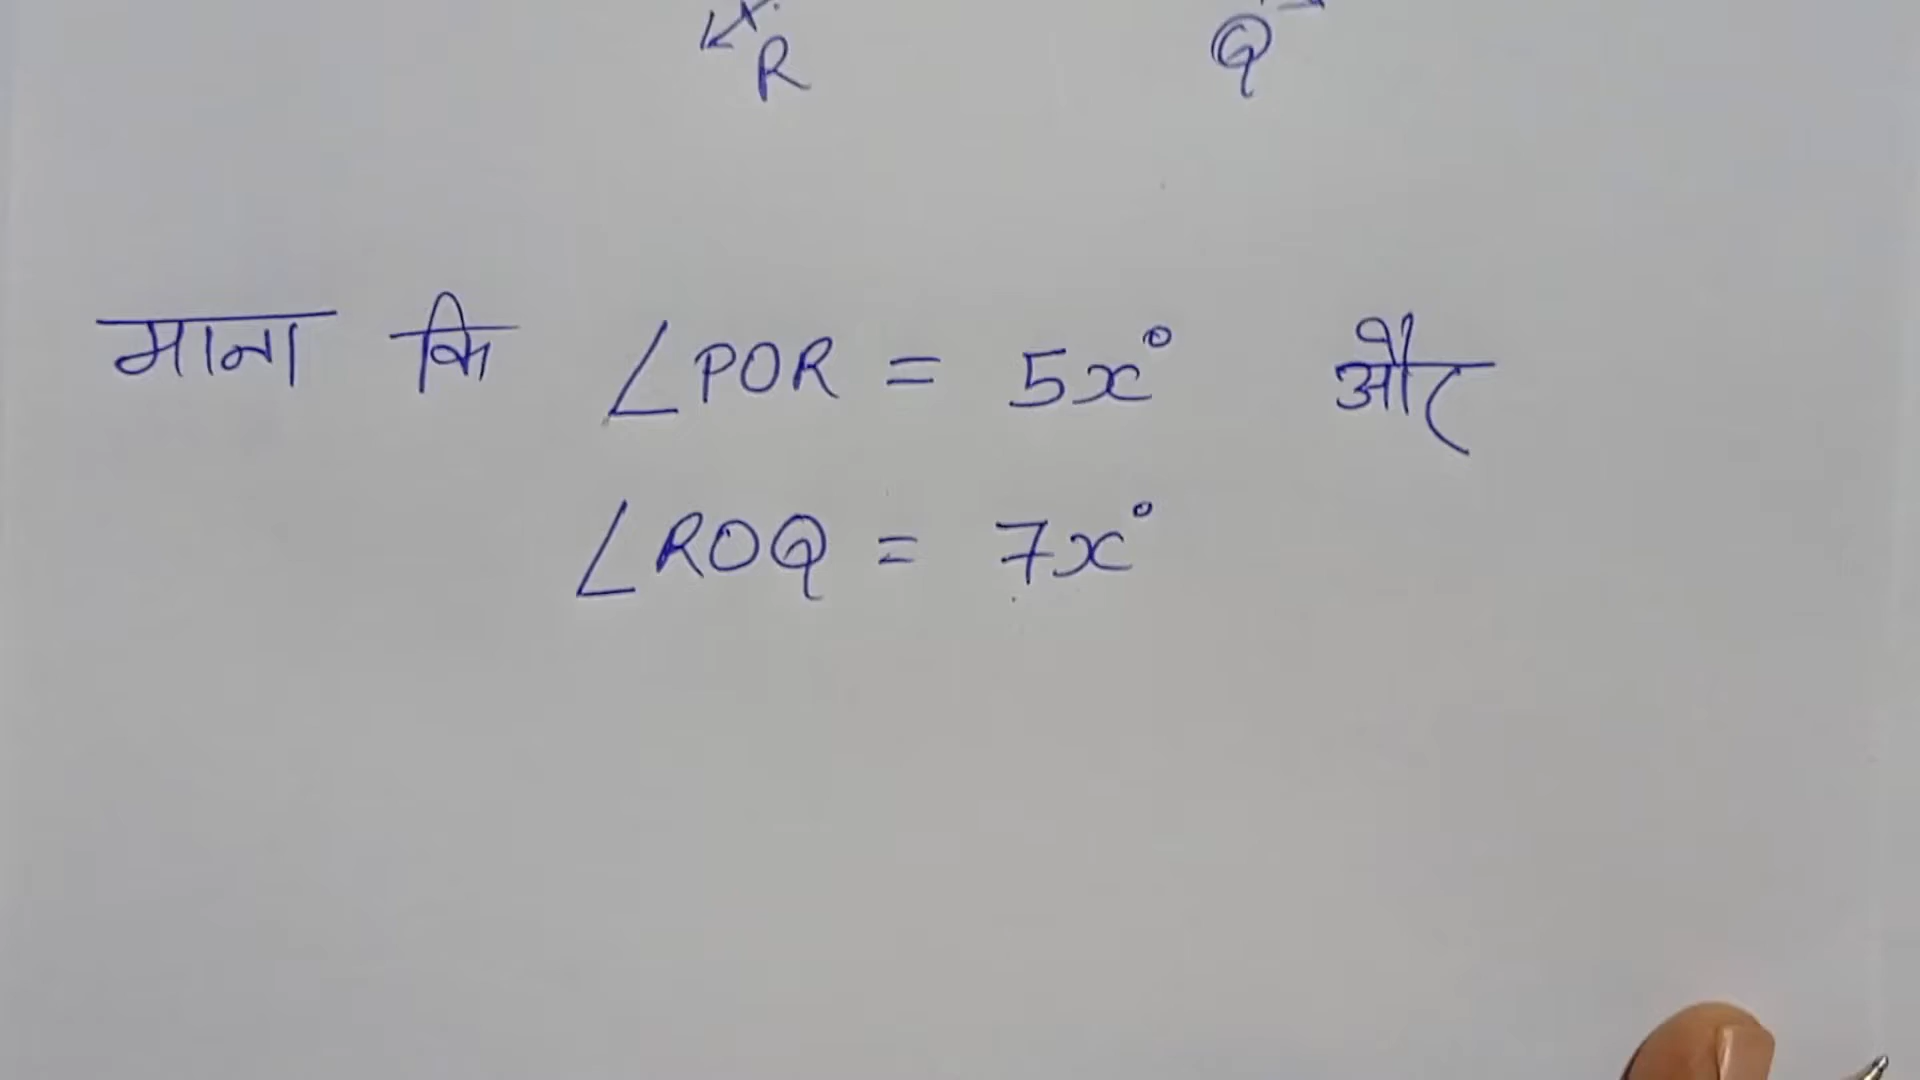 R Q
माना कि ∠POR = 5x° और
∠ROQ = 7x°